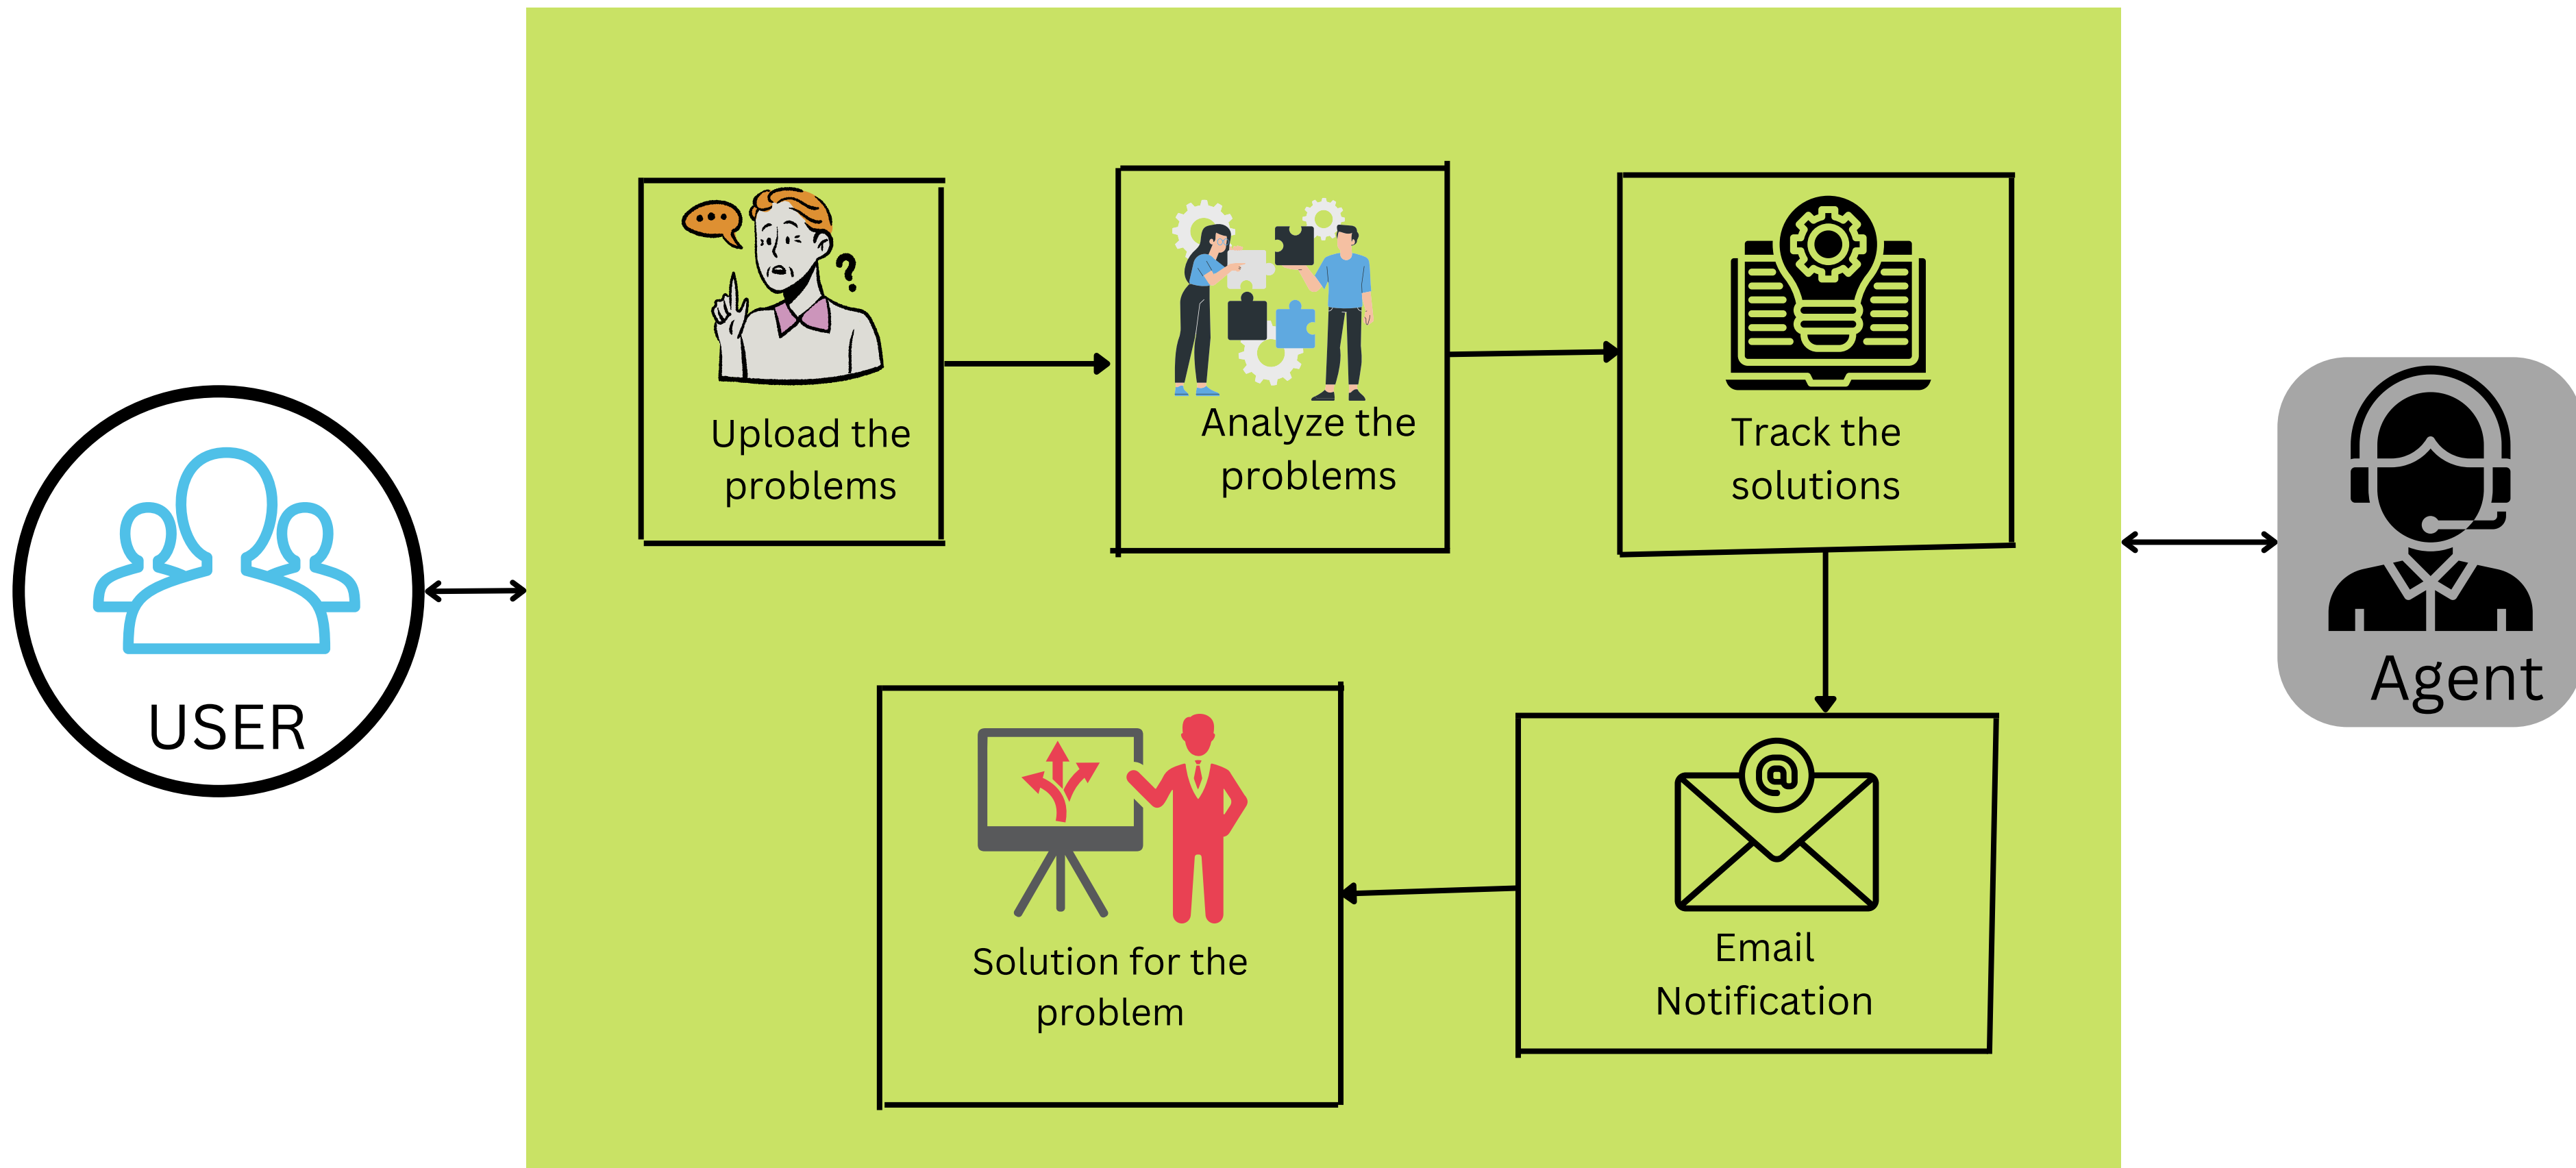 Upload the
problems
Analyze the
problems
Track the
solutions
USER
Agent
Solution for the
problem
Email
Notification